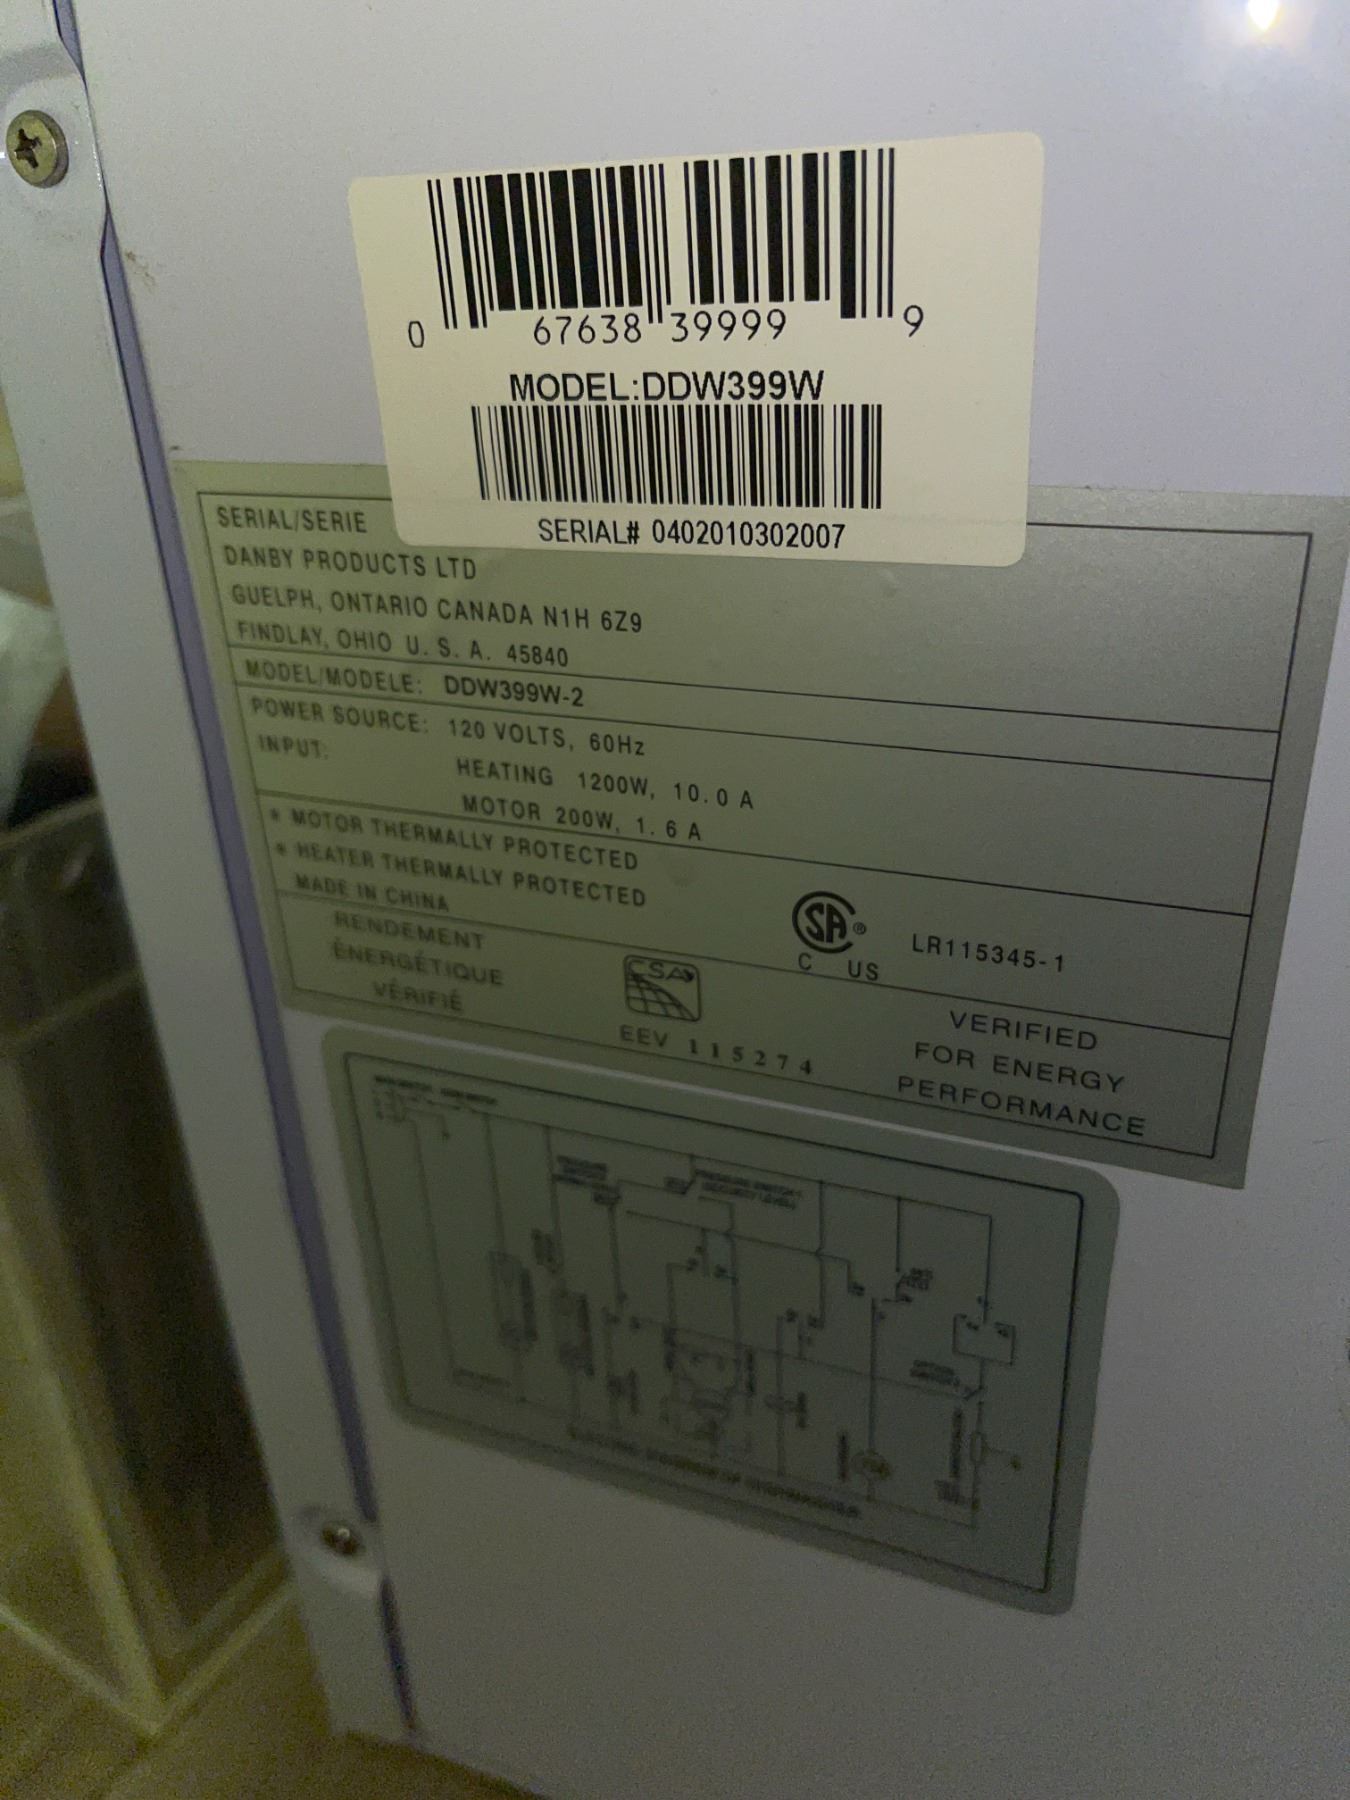 0 67638 39999 9
MODEL:DDW399W
SERIAL# 0402010302007
SERIAL/SERIE
DANBY PRODUCTS LTD
GUELPH, ONTARIO CANADA N1H 6Z9
FINDLAY, OHIO U. S. A. 45840
MODEL/MODELE: DDW399W-2
POWER SOURCE: 120 VOLTS, 60Hz
INPUT: HEATING 1200W, 10.0 A
MOTOR 200W, 1.6 A
* MOTOR THERMALLY PROTECTED
* HEATER THERMALLY PROTECTED
MADE IN CHINA
SA ®
C US
LR115345-1
RENDEMENT
ÉNERGÉTIQUE
VÉRIFIÉ
CSA
EEV 115274
VERIFIED
FOR ENERGY
PERFORMANCE
PRESSURE SWITCH